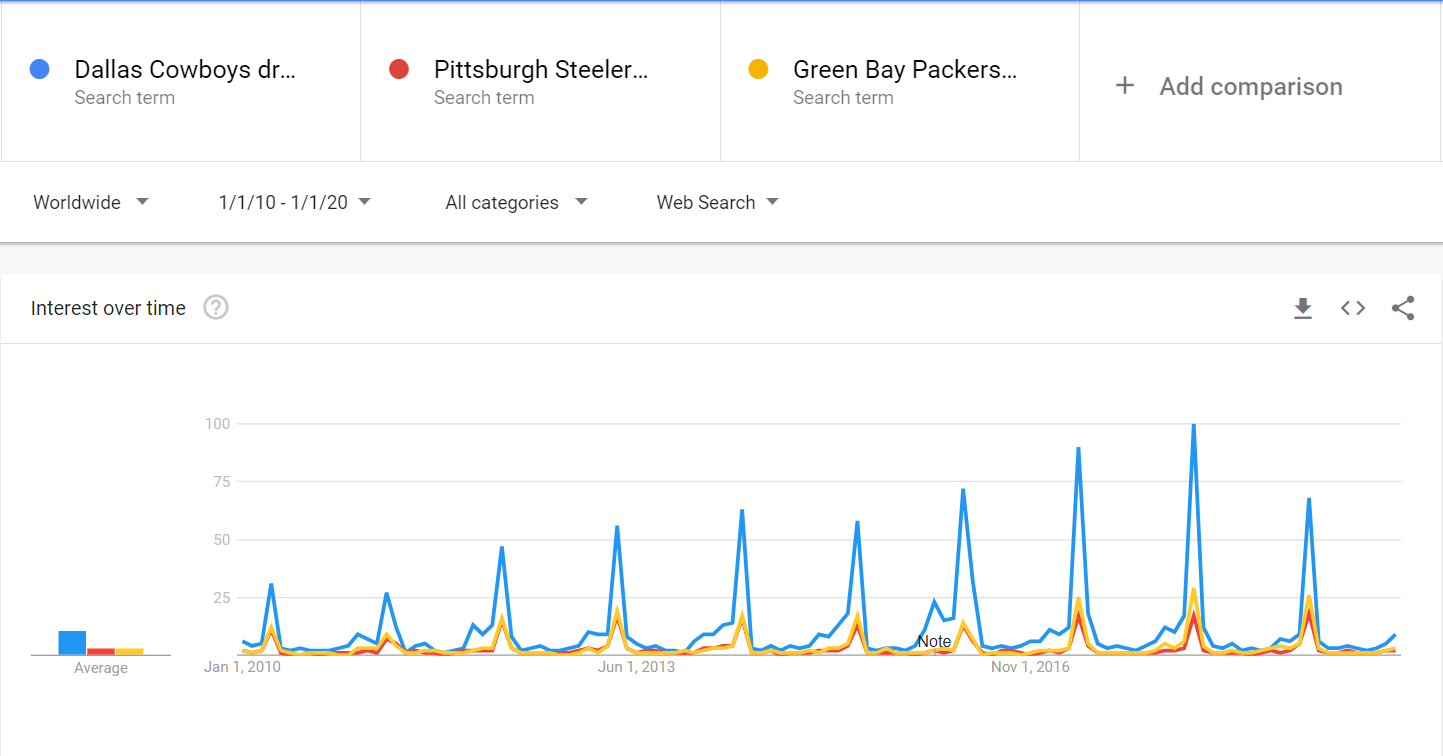 Dallas Cowboys dr...
Search term
Pittsburgh Steeler...
Search term
Green Bay Packers...
Search term
+ Add comparison
Worldwide
1/1/10 - 1/1/20
All categories
Web Search
Interest over time ?
100
75
50
25
Note
Average
Jan 1, 2010
Jun 1, 2013
Nov 1, 2016